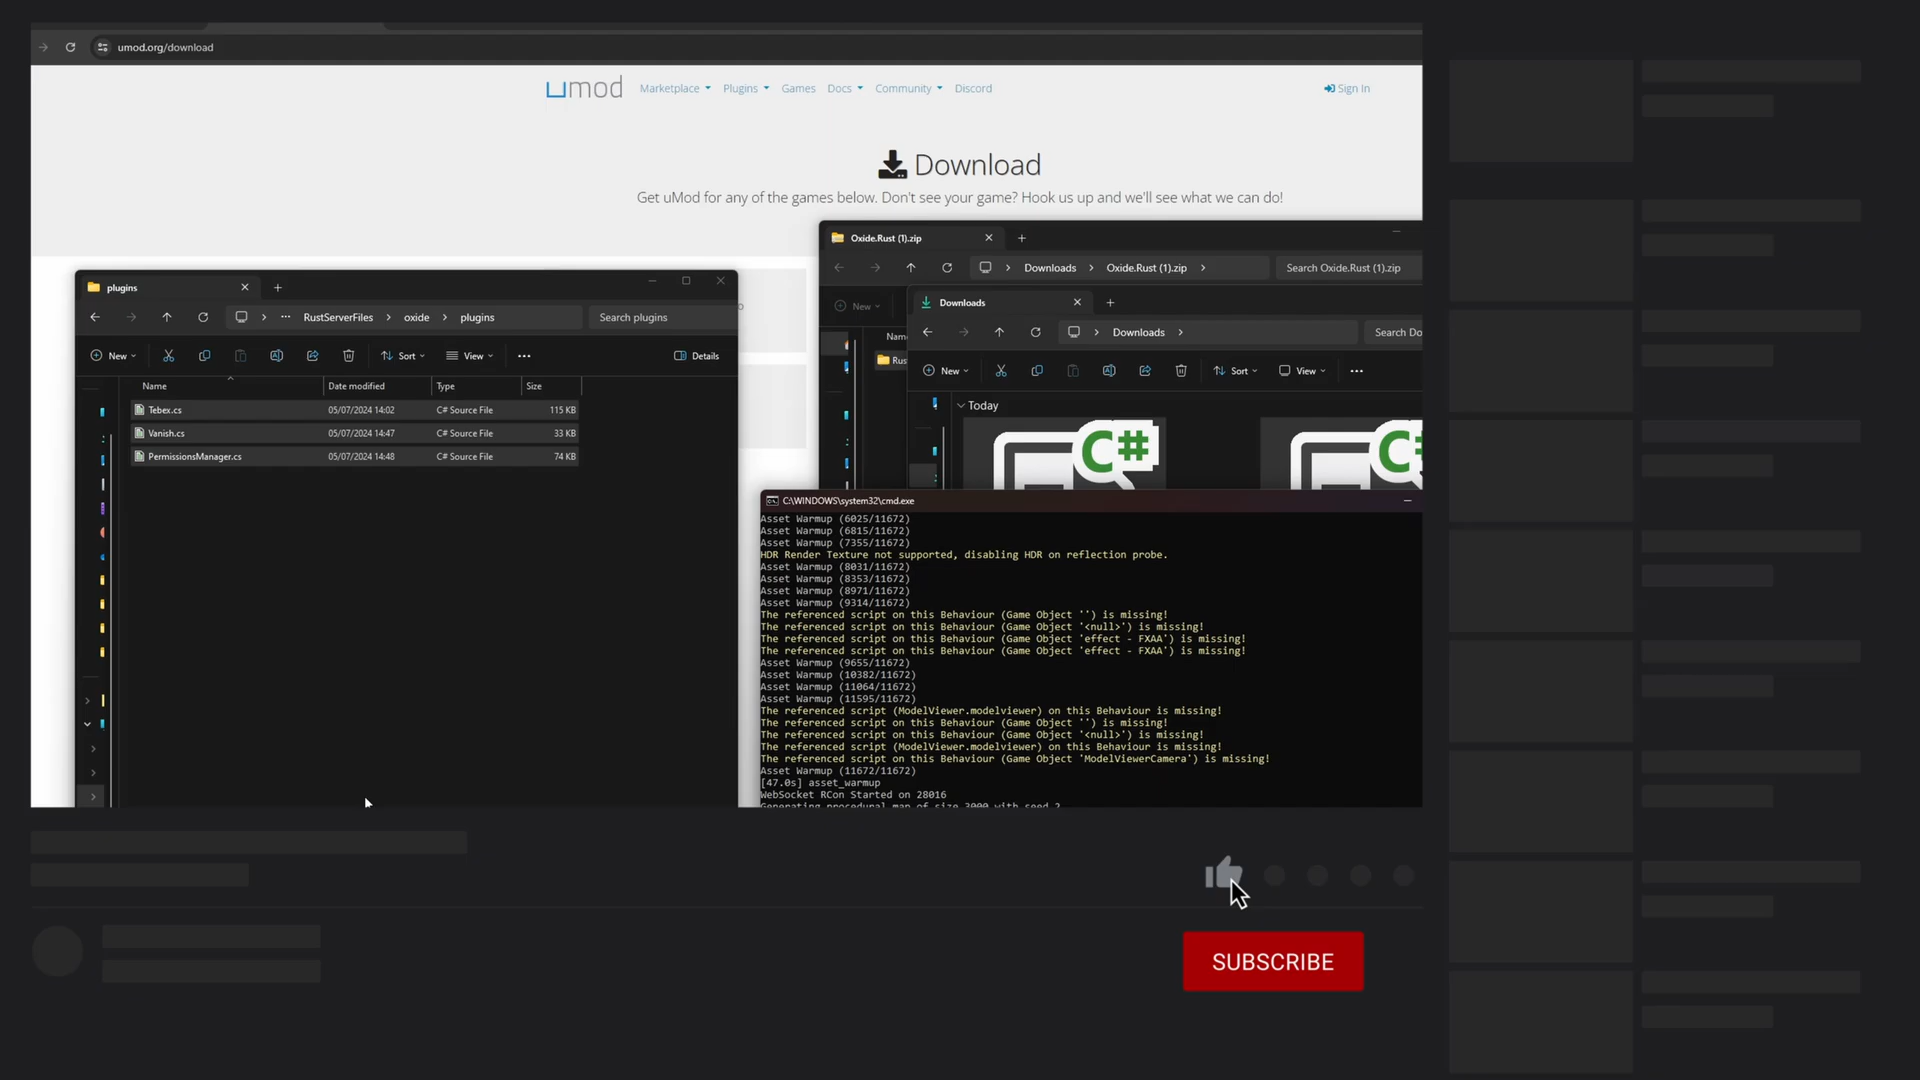 umod.org/download
umod Marketplace Plugins Games Docs Community Discord Sign In
Download
Get uMod for any of the games below. Don't see your game? Hook us up and we'll see what we can do!
plugins
RustServerFiles oxide plugins Search plugins
New Sort View Details
Name Date modified Type Size
Tebex.cs 05/07/2024 14:02 C# Source File 115 KB
Vanish.cs 05/07/2024 14:47 C# Source File 33 KB
PermissionsManager.cs 05/07/2024 14:48 C# Source File 74 KB
Oxide.Rust (1).zip
Downloads Oxide.Rust (1).zip Search Oxide.Rust (1).zip
New
Name
Rus
Downloads
Downloads Search Do
New Sort View
Today
C# C#
C:\WINDOWS\system32\cmd.exe
Asset Warmup (6025/11672)
Asset Warmup (6815/11672)
Asset Warmup (7355/11672)
HDR Render Texture not supported, disabling HDR on reflection probe.
Asset Warmup (8031/11672)
Asset Warmup (8353/11672)
Asset Warmup (8971/11672)
Asset Warmup (9314/11672)
The referenced script on this Behaviour (Game Object '') is missing!
The referenced script on this Behaviour (Game Object '<null>') is missing!
The referenced script on this Behaviour (Game Object 'effect - FXAA') is missing!
The referenced script on this Behaviour (Game Object 'effect - FXAA') is missing!
Asset Warmup (9655/11672)
Asset Warmup (10382/11672)
Asset Warmup (11064/11672)
Asset Warmup (11595/11672)
The referenced script (ModelViewer.modelviewer) on this Behaviour is missing!
The referenced script on this Behaviour (Game Object '') is missing!
The referenced script on this Behaviour (Game Object '<null>') is missing!
The referenced script (ModelViewer.modelviewer) on this Behaviour is missing!
The referenced script on this Behaviour (Game Object 'ModelViewerCamera') is missing!
Asset Warmup (11672/11672)
[47.0s] asset_warmup
WebSocket RCon Started on 28016
Generating procedural map of size 3000 with seed 2
SUBSCRIBE